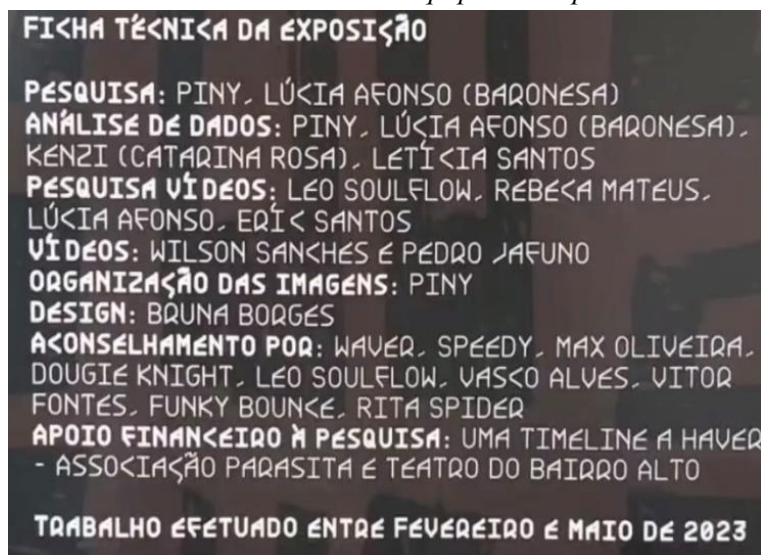 FICHA TÉCNICA DA EXPOSIÇÃO
PESQUISA: PINY, LÚCIA AFONSO (BARONESA)
ANÁLISE DE DADOS: PINY, LÚCIA AFONSO (BARONESA),
KENZI (CATARINA ROSA), LETÍCIA SANTOS
PESQUISA VÍDEOS: LEO SOULFLOW, REBECA MATEUS,
LÚCIA AFONSO, ERIC SANTOS
VÍDEOS: WILSON SANCHES E PEDRO JAFUNO
ORGANIZAÇÃO DAS IMAGENS: PINY
DESIGN: BRUNA BORGES
ACONSELHAMENTO POR: WAVER, SPEEDY, MAX OLIVEIRA,
DOUGIE KNIGHT, LEO SOULFLOW, VASCO ALVES, VITOR
FONTES, FUNKY BOUNCE, RITA SPIDER
APOIO FINANCEIRO À PESQUISA: UMA TIMELINE A HAVER
- ASSOCIAÇÃO PARASITA E TEATRO DO BAIRRO ALTO
TRABALHO EFETUADO ENTRE FEVEREIRO E MAIO DE 2023